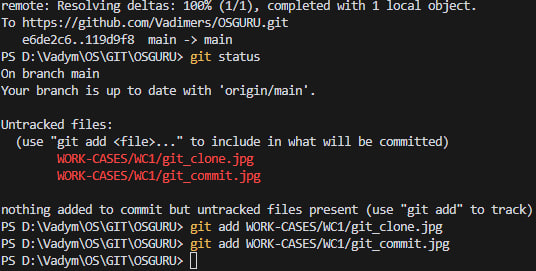 remote: Resolving deltas: 100% (1/1), completed with 1 local object.
To https://github.com/Vadimers/OSGURU.git
   e6de2c6..119d9f8  main -> main
PS D:\Vadym\OS\GIT\OSGURU> git status
On branch main
Your branch is up to date with 'origin/main'.

Untracked files:
  (use "git add <file>..." to include in what will be committed)
        WORK-CASES/WC1/git_clone.jpg
        WORK-CASES/WC1/git_commit.jpg

nothing added to commit but untracked files present (use "git add" to track)
PS D:\Vadym\OS\GIT\OSGURU> git add WORK-CASES/WC1/git_clone.jpg
PS D:\Vadym\OS\GIT\OSGURU> git add WORK-CASES/WC1/git_commit.jpg
PS D:\Vadym\OS\GIT\OSGURU>